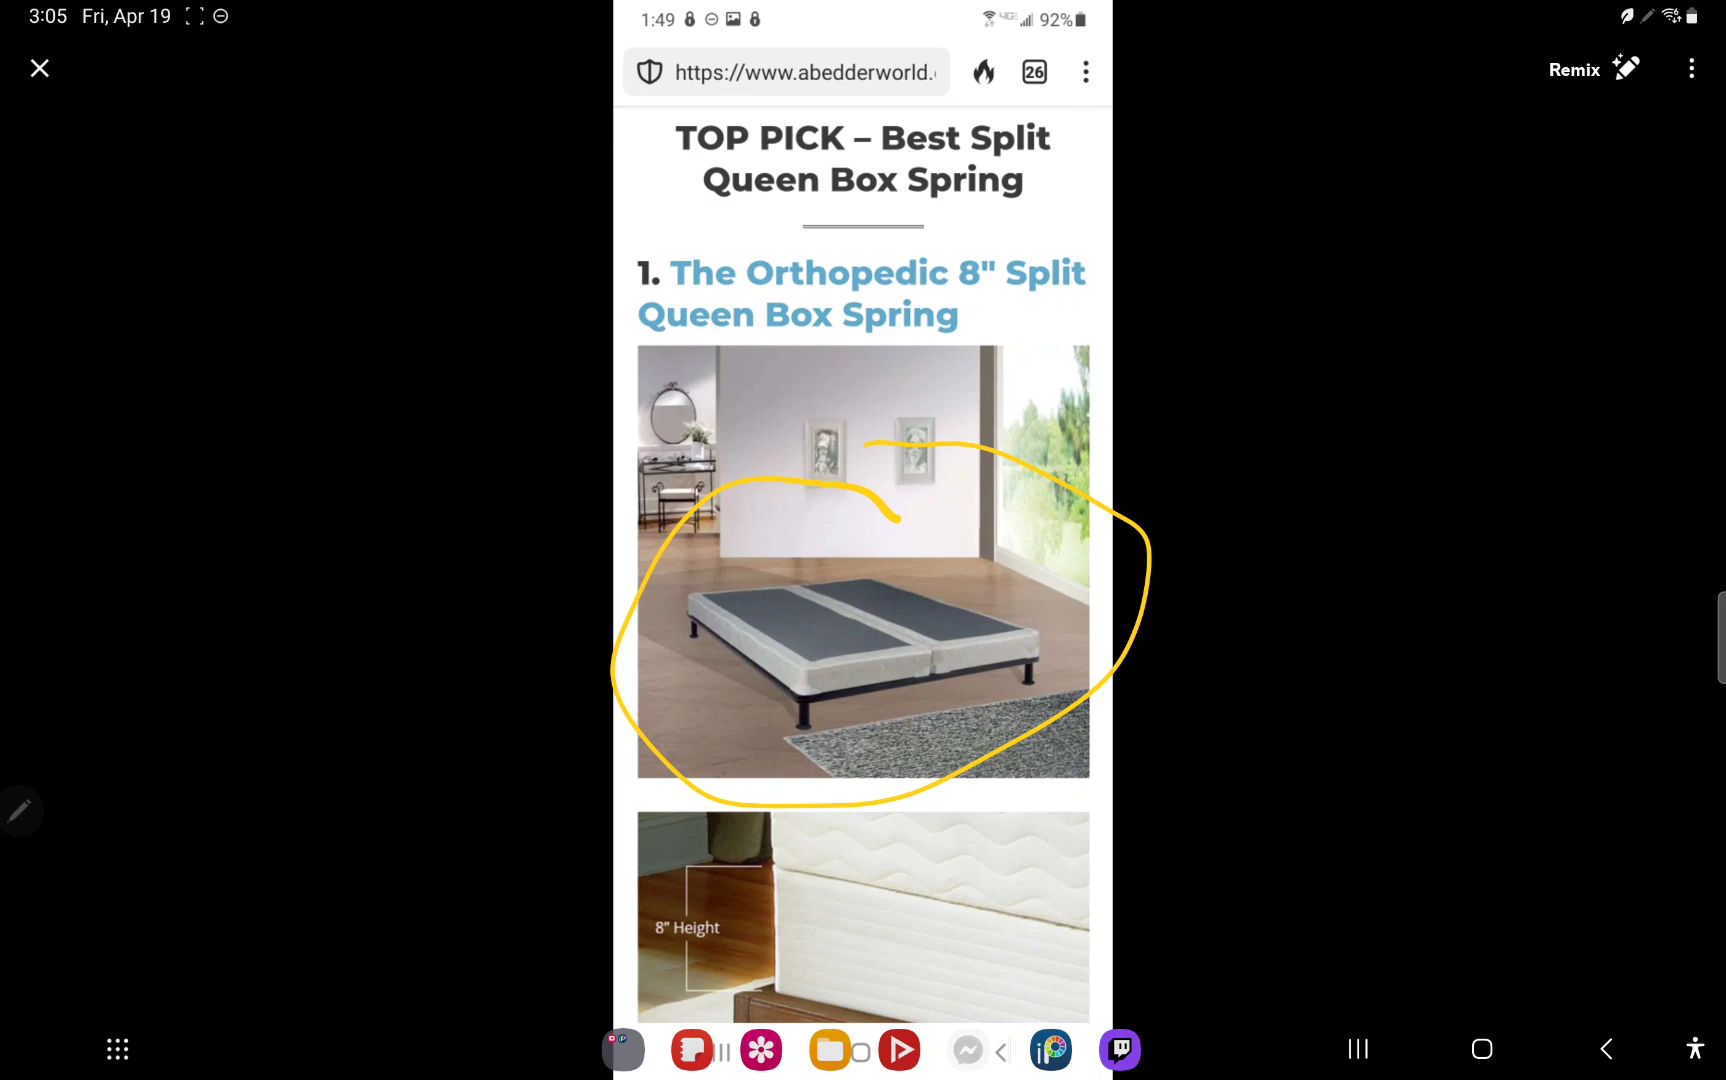 3:05 Fri, Apr 19
1:49
4GE 92%
https://www.abedderworld.
26
Remix
TOP PICK – Best Split
Queen Box Spring
1. The Orthopedic 8" Split
Queen Box Spring
8” Height